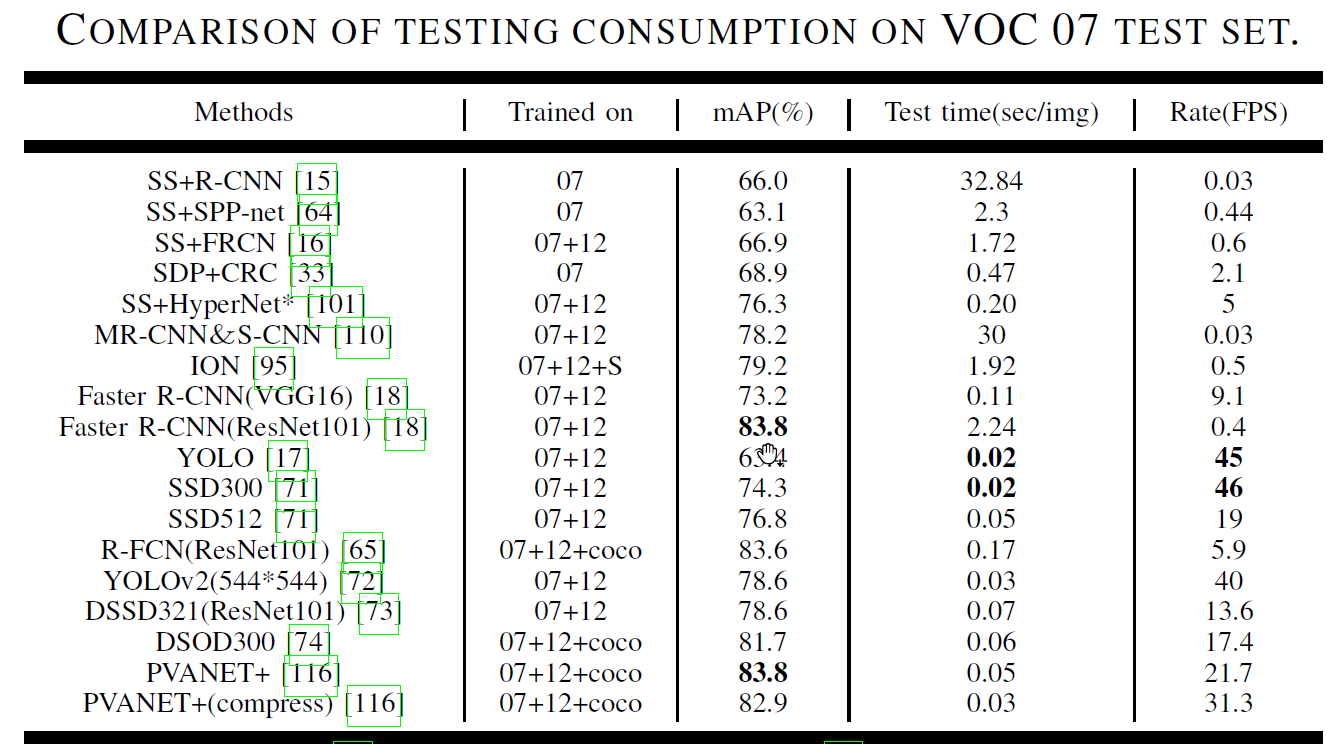 COMPARISON OF TESTING CONSUMPTION ON VOC 07 TEST SET.
Methods Trained on mAP(%) Test time(sec/img) Rate(FPS)
SS+R-CNN [15] 07 66.0 32.84 0.03
SS+SPP-net [64] 07 63.1 2.3 0.44
SS+FRCN [16] 07+12 66.9 1.72 0.6
SDP+CRC [33] 07 68.9 0.47 2.1
SS+HyperNet* [101] 07+12 76.3 0.20 5
MR-CNN&S-CNN [110] 07+12 78.2 30 0.03
ION [95] 07+12+S 79.2 1.92 0.5
Faster R-CNN(VGG16) [18] 07+12 73.2 0.11 9.1
Faster R-CNN(ResNet101) [18] 07+12 83.8 2.24 0.4
YOLO [17] 07+12 0.02 45
SSD300 [71] 07+12 74.3 0.02 46
SSD512 [71] 07+12 76.8 0.05 19
R-FCN(ResNet101) [65] 07+12+coco 83.6 0.17 5.9
YOLOv2(544*544) [72] 07+12 78.6 0.03 40
DSSD321(ResNet101) [73] 07+12 78.6 0.07 13.6
DSOD300 [74] 07+12+coco 81.7 0.06 17.4
PVANET+ [116] 07+12+coco 83.8 0.05 21.7
PVANET+(compress) [116] 07+12+coco 82.9 0.03 31.3